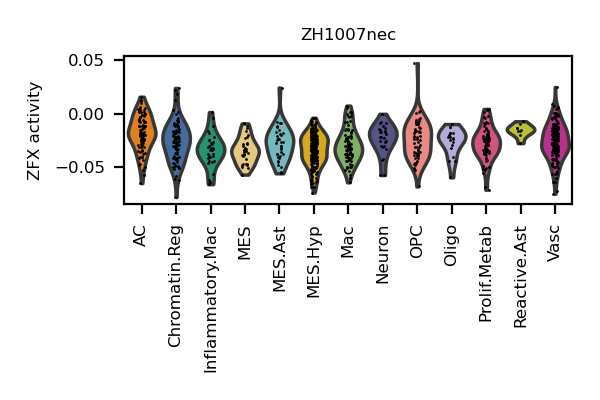 ZH1007nec
ZFX activity
0.05
0.00
−0.05
AC
Chromatin.Reg
Inflammatory.Mac
MES
MES.Ast
MES.Hyp
Mac
Neuron
OPC
Oligo
Prolif.Metab
Reactive.Ast
Vasc